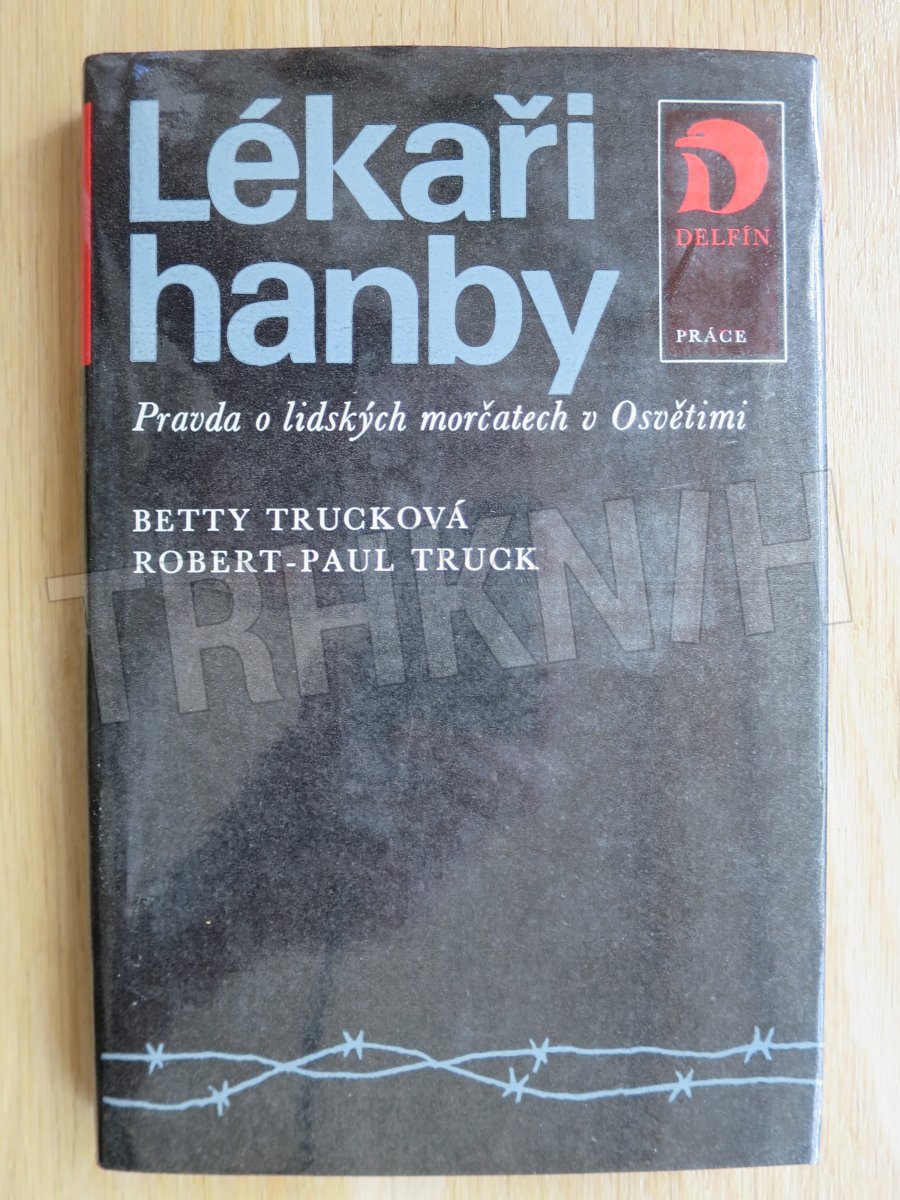 Lékaři
hanby
DELFÍN
PRÁCE
Pravda o lidských morčatech v Osvětimi
BETTY TRUCKOVÁ
ROBERT-PAUL TRUCK
TRHKNIH